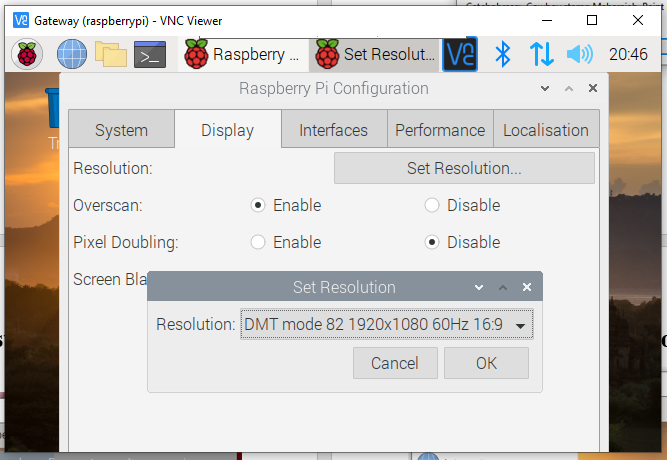 Gateway (raspberrypi) - VNC Viewer
Raspberry ...
Set Resolut...
20:46
Raspberry Pi Configuration
System
Display
Interfaces
Performance
Localisation
Resolution:
Set Resolution...
Overscan:
Enable
Disable
Pixel Doubling:
Enable
Disable
Screen Bla
Set Resolution
Resolution:
DMT mode 82 1920x1080 60Hz 16:9
Cancel
OK